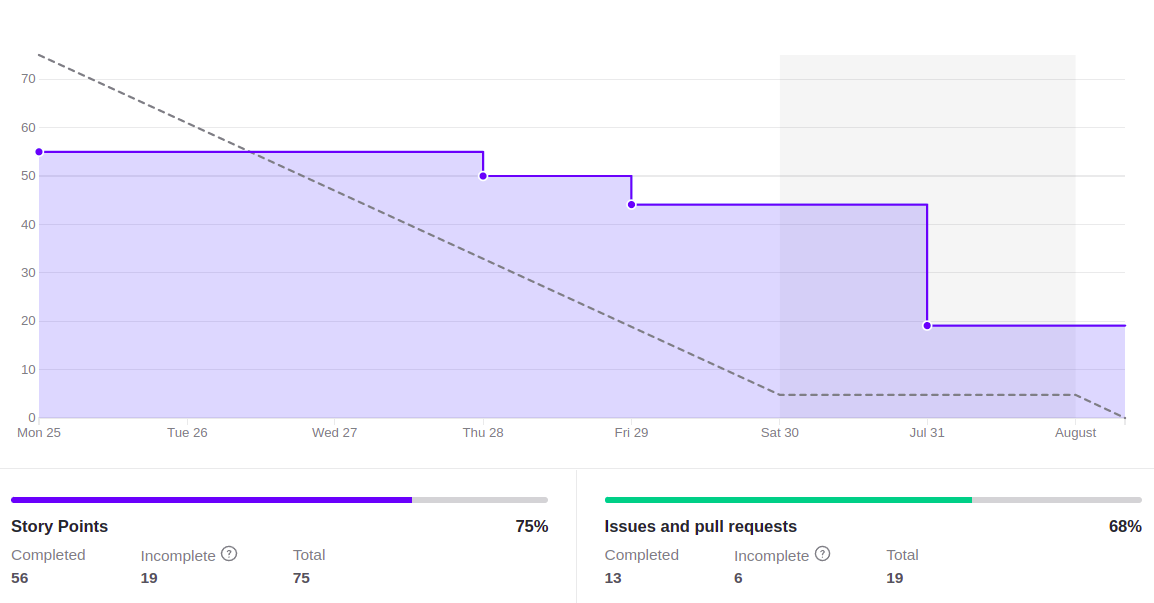 70
60
50
40
30
20
10
0
Mon 25 Tue 26 Wed 27 Thu 28 Fri 29 Sat 30 Jul 31 August
Story Points 75%
Completed Incomplete ? Total
56 19 75
Issues and pull requests 68%
Completed Incomplete ? Total
13 6 19